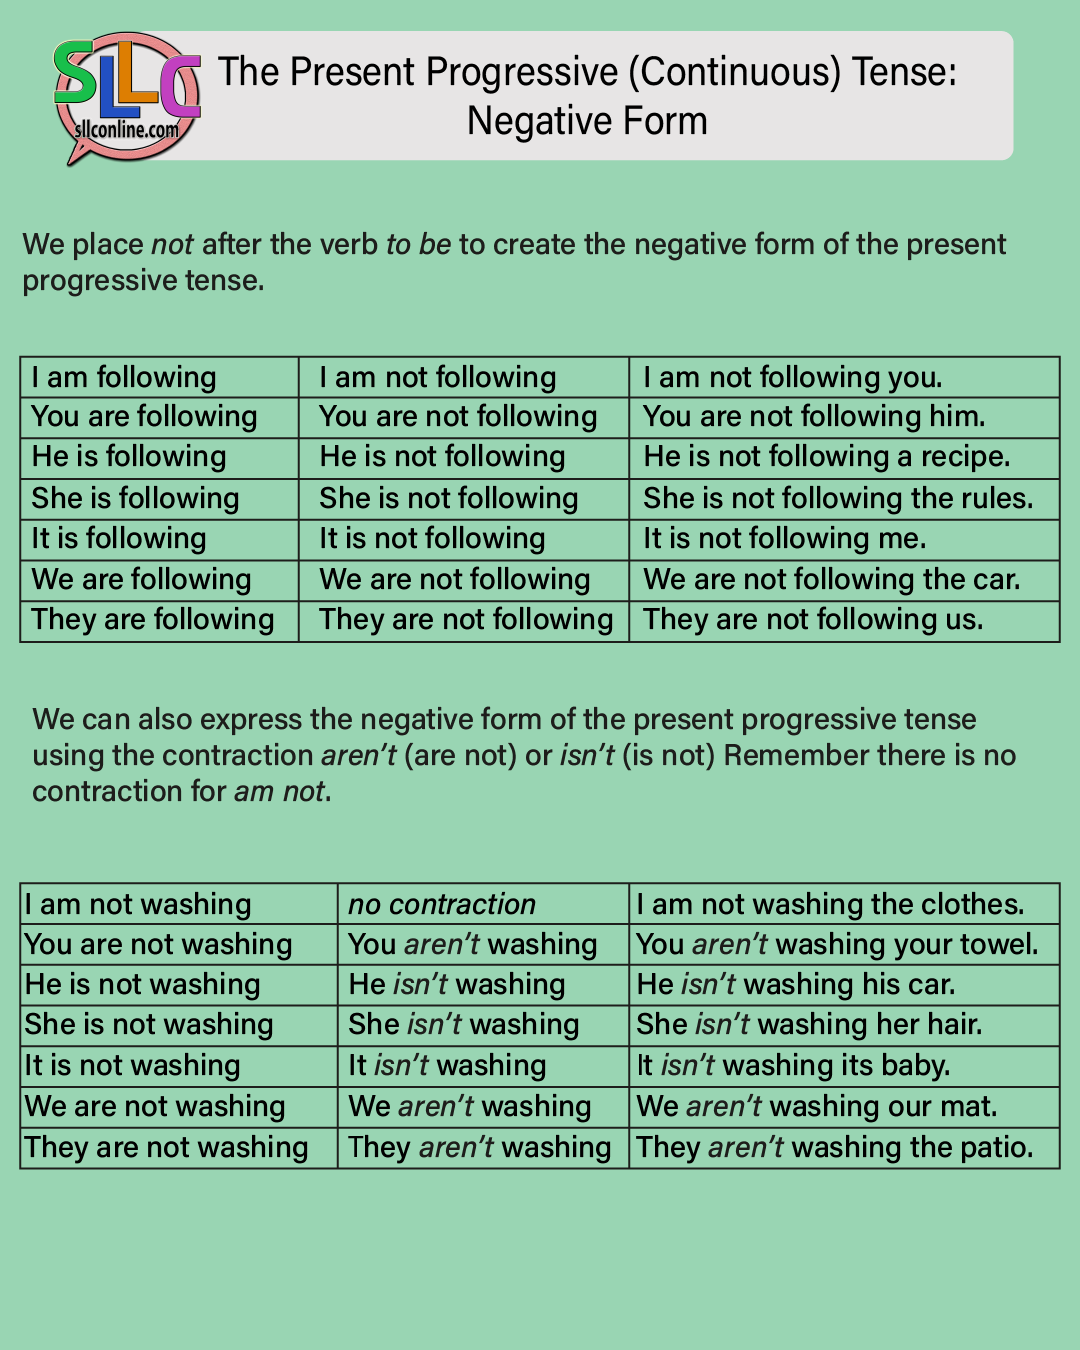 SLLC
sllconline.com
The Present Progressive (Continuous) Tense:
Negative Form
We place not after the verb to be to create the negative form of the present
progressive tense.
I am following I am not following I am not following you.
You are following You are not following You are not following him.
He is following He is not following He is not following a recipe.
She is following She is not following She is not following the rules.
It is following It is not following It is not following me.
We are following We are not following We are not following the car.
They are following They are not following They are not following us.
We can also express the negative form of the present progressive tense
using the contraction aren’t (are not) or isn’t (is not) Remember there is no
contraction for am not.
I am not washing no contraction I am not washing the clothes.
You are not washing You aren’t washing You aren’t washing your towel.
He is not washing He isn’t washing He isn’t washing his car.
She is not washing She isn’t washing She isn’t washing her hair.
It is not washing It isn’t washing It isn’t washing its baby.
We are not washing We aren’t washing We aren’t washing our mat.
They are not washing They aren’t washing They aren’t washing the patio.